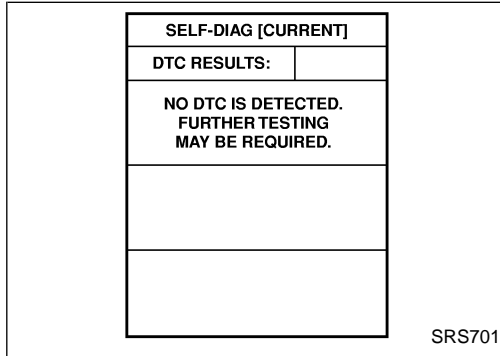 SELF-DIAG [CURRENT]
DTC RESULTS:
NO DTC IS DETECTED.
FURTHER TESTING
MAY BE REQUIRED.
SRS701